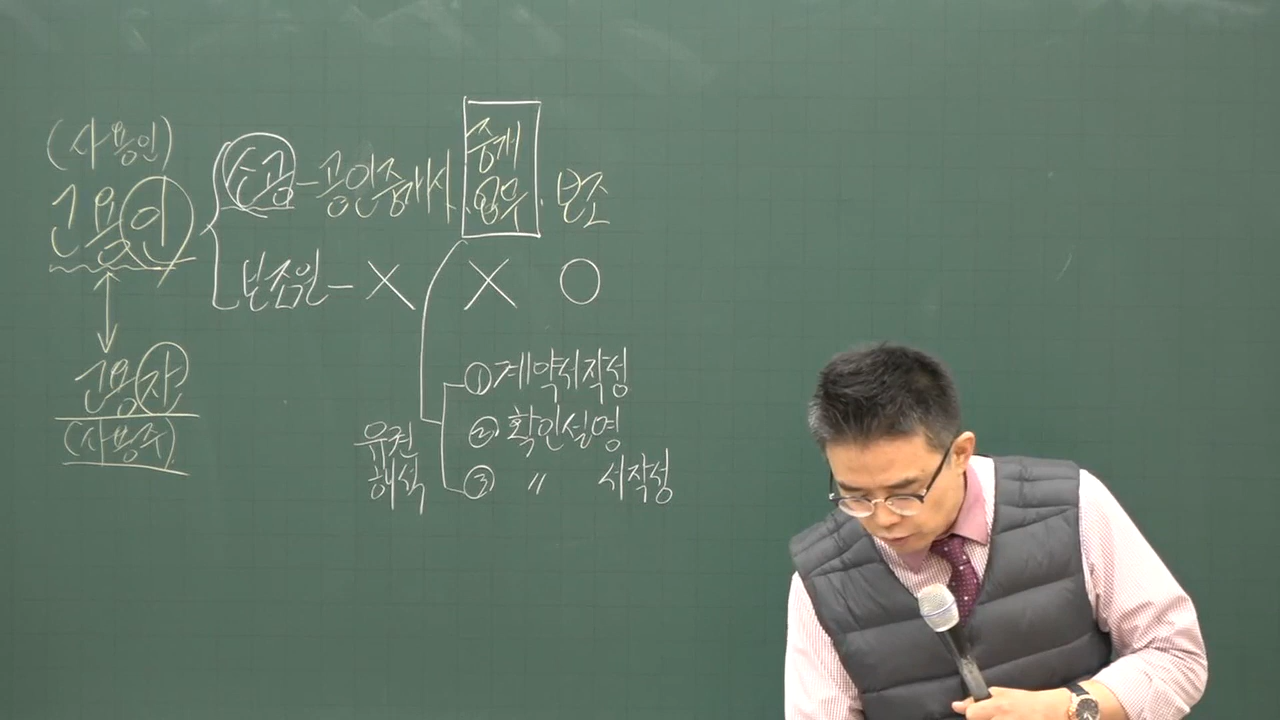 (사용인)
고용인
소공 - 공인중개사 중개업무 · 보조
보조원 - X X O
고용자
(사용주)
유권해석
① 계약서작성
② 확인설명
③ 〃 서작성